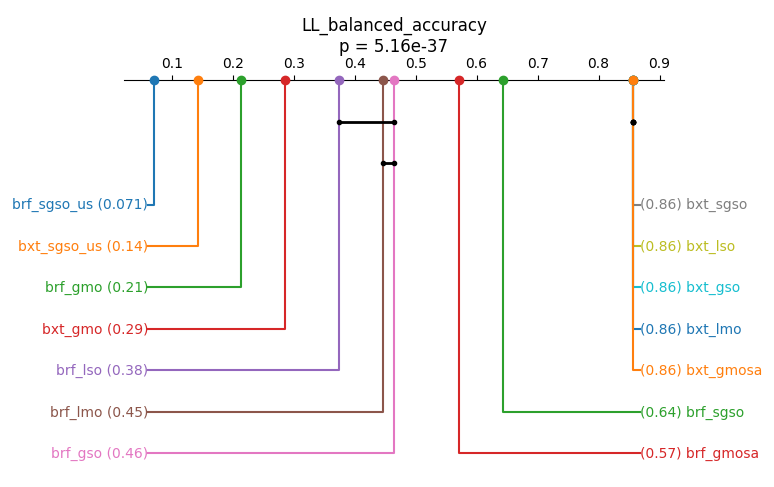 LL_balanced_accuracy
p = 5.16e-37
0.1 0.2 0.3 0.4 0.5 0.6 0.7 0.8 0.9
brf_sgso_us (0.071) (0.86) bxt_sgso
bxt_sgso_us (0.14) (0.86) bxt_lso
brf_gmo (0.21) (0.86) bxt_gso
bxt_gmo (0.29) (0.86) bxt_lmo
brf_lso (0.38) (0.86) bxt_gmosa
brf_lmo (0.45) (0.64) brf_sgso
brf_gso (0.46) (0.57) brf_gmosa